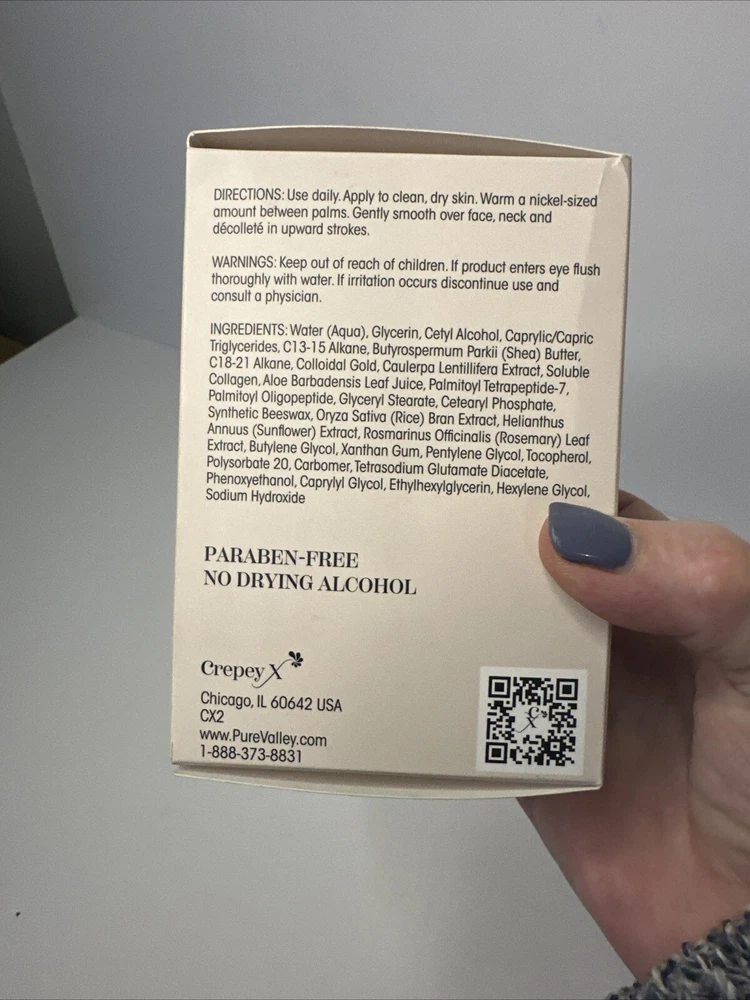 DIRECTIONS: Use daily. Apply to clean, dry skin. Warm a nickel-sized
amount between palms. Gently smooth over face, neck and
décolleté in upward strokes.
WARNINGS: Keep out of reach of children. If product enters eye flush
thoroughly with water. If irritation occurs discontinue use and
consult a physician.
INGREDIENTS: Water (Aqua), Glycerin, Cetyl Alcohol, Caprylic/Capric
Triglycerides, C13-15 Alkane, Butyrospermum Parkii (Shea) Butter,
C18-21 Alkane, Colloidal Gold, Caulerpa Lentillifera Extract, Soluble
Collagen, Aloe Barbadensis Leaf Juice, Palmitoyl Tetrapeptide-7,
Palmitoyl Oligopeptide, Glyceryl Stearate, Cetearyl Phosphate,
Synthetic Beeswax, Oryza Sativa (Rice) Bran Extract, Helianthus
Annuus (Sunflower) Extract, Rosmarinus Officinalis (Rosemary) Leaf
Extract, Butylene Glycol, Xanthan Gum, Pentylene Glycol, Tocopherol,
Polysorbate 20, Carbomer, Tetrasodium Glutamate Diacetate,
Phenoxyethanol, Caprylyl Glycol, Ethylhexylglycerin, Hexylene Glycol,
Sodium Hydroxide
PARABEN-FREE
NO DRYING ALCOHOL
Crepey X
Chicago, IL 60642 USA
CX2
www.PureValley.com
1-888-373-8831
CX